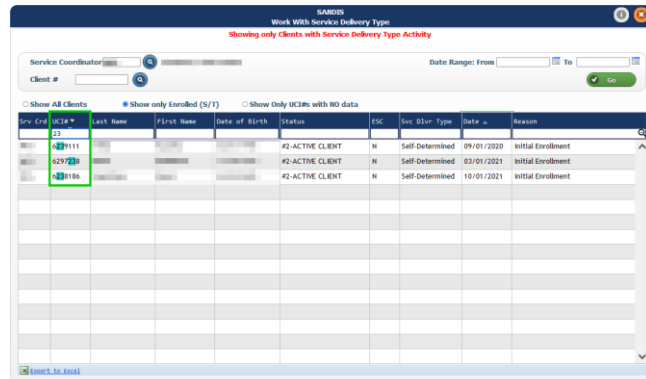 SANDIS
Work With Service Delivery Type
Showing only Clients with Service Delivery Type Activity
Service Coordinator Date Range: From To
Client # Go
Show All Clients Show only Enrolled (S/T) Show Only UCI#s with NO data
Srv Crd UCI# Last Name First Name Date of Birth Status ESC Svc Dlvr Type Date Reason
23
6239111 #2-ACTIVE CLIENT N Self-Determined 09/01/2020 Initial Enrollment
6297238 #2-ACTIVE CLIENT N Self-Determined 03/01/2021 Initial Enrollment
6238186 #2-ACTIVE CLIENT N Self-Determined 10/01/2021 Initial Enrollment
Export to Excel